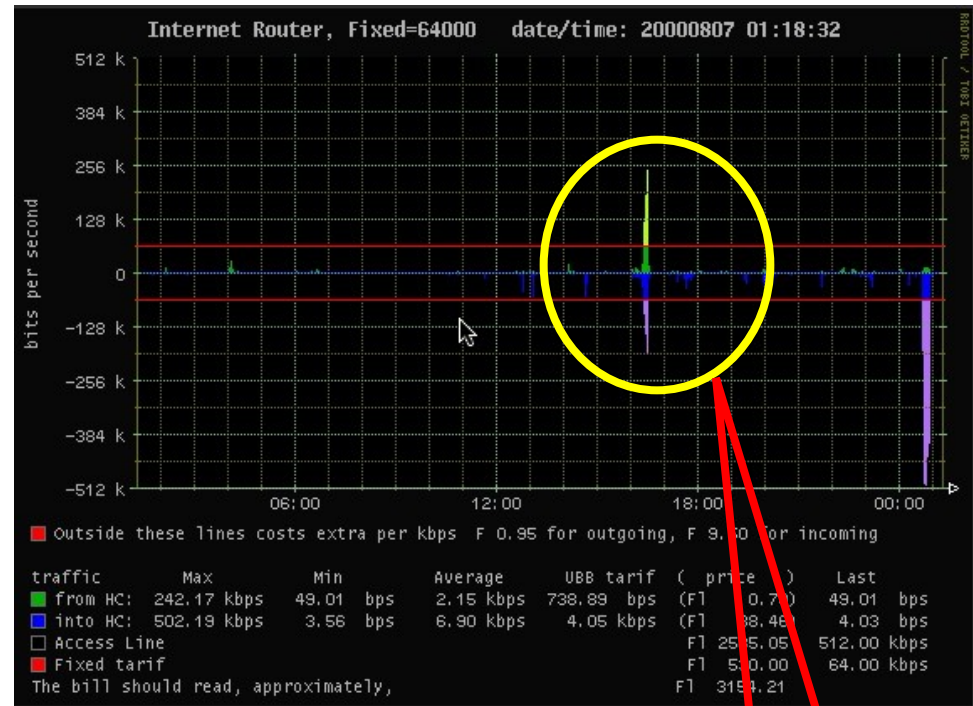 Internet Router, Fixed=64000 date/time: 20000807 01:18:32
RRDTOOL / TOBI OETIKER
bits per second
512 k
384 k
256 k
128 k
0
-128 k
-256 k
-384 k
-512 k
06:00 12:00 18:00 00:00
Outside these lines costs extra per kbps F 0.95 for outgoing, F for incoming
traffic Max Min Average UBB tarif ( price ) Last
from HC: 242.17 kbps 49.01 bps 2.15 kbps 738.89 bps (Fl 49.01 bps
into HC: 502.19 kbps 3.56 bps 6.90 kbps 4.05 kbps (Fl 4.03 bps
Access Line Fl 512.00 kbps
Fixed tarif Fl 64.00 kbps
The bill should read, approximately, Fl 3154.21